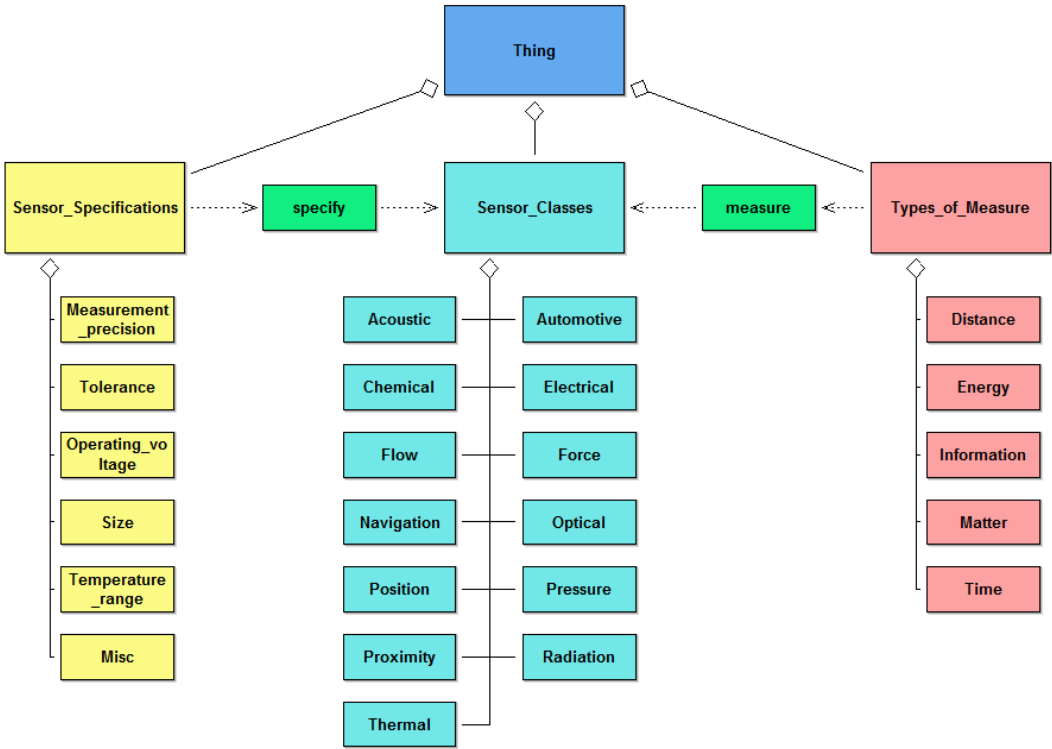 Thing
Sensor_Specifications
specify
Sensor_Classes
measure
Types_of_Measure
Measurement
_precision
Tolerance
Operating_vo
ltage
Size
Temperature
_range
Misc
Acoustic
Automotive
Chemical
Electrical
Flow
Force
Navigation
Optical
Position
Pressure
Proximity
Radiation
Thermal
Distance
Energy
Information
Matter
Time